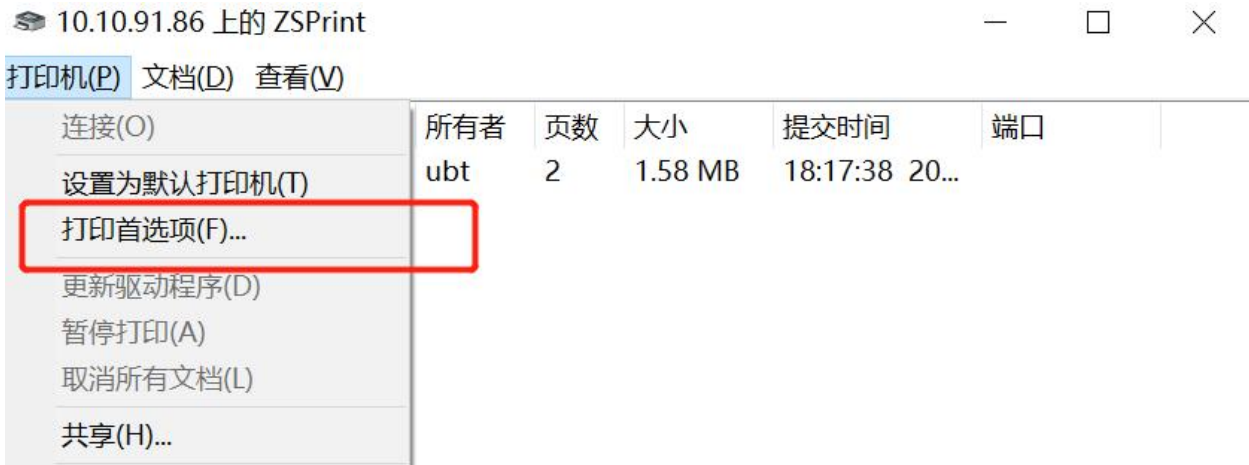 10.10.91.86 上的 ZSPrint
打印机(P) 文档(D) 查看(V)
连接(O)
设置为默认打印机(T)
打印首选项(F)...
更新驱动程序(D)
暂停打印(A)
取消所有文档(L)
共享(H)...
所有者 页数 大小 提交时间 端口
ubt 2 1.58 MB 18:17:38 20...